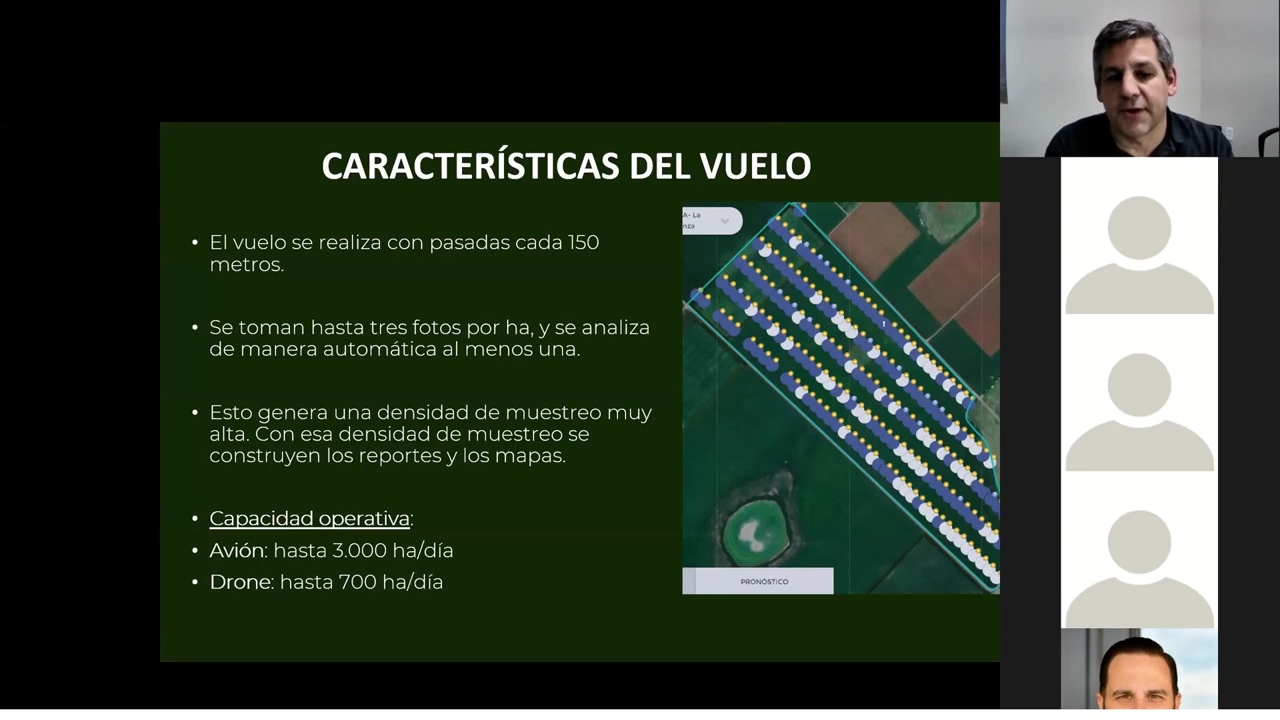 CARACTERÍSTICAS DEL VUELO
• El vuelo se realiza con pasadas cada 150
metros.
• Se toman hasta tres fotos por ha, y se analiza
de manera automática al menos una.
• Esto genera una densidad de muestreo muy
alta. Con esa densidad de muestreo se
construyen los reportes y los mapas.
• Capacidad operativa:
• Avión: hasta 3.000 ha/día
• Drone: hasta 700 ha/día
A- La
nza
PRONÓSTICO